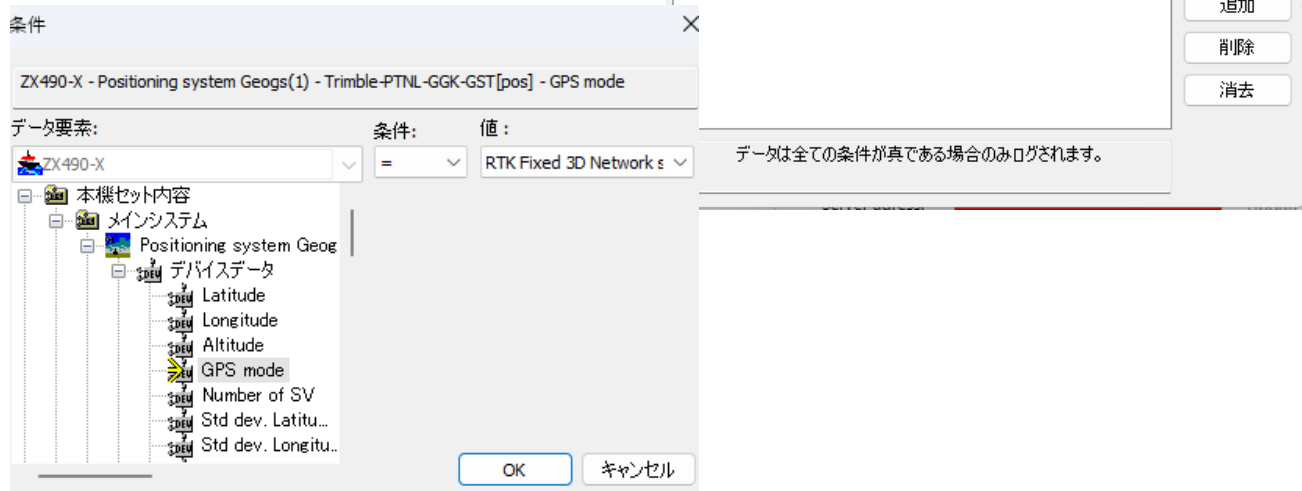 条件
ZX490-X - Positioning system Geogs(1) - Trimble-PTNL-GGK-GST[pos] - GPS mode
データ要素:
条件:
値 :
ZX490-X
=
RTK Fixed 3D Network s
本機セット内容
メインシステム
Positioning system Geog
デバイスデータ
Latitude
Longitude
Altitude
GPS mode
Number of SV
Std dev. Latitu...
Std dev. Longitu..
OK
キャンセル
追加
削除
消去
データは全ての条件が真である場合のみログされます。